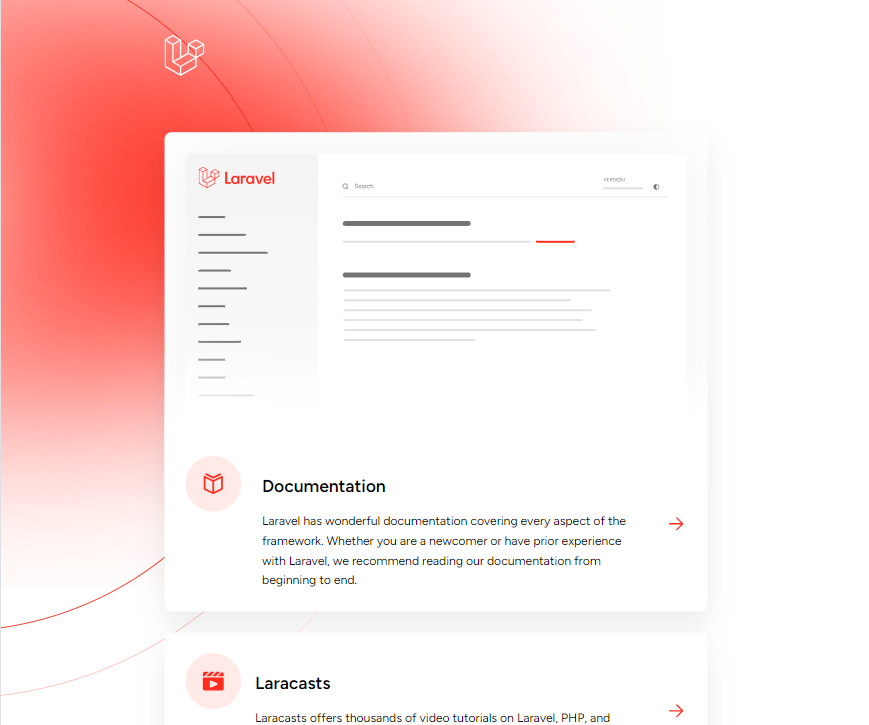 Laravel
Search
VERSION
Documentation
Laravel has wonderful documentation covering every aspect of the
framework. Whether you are a newcomer or have prior experience
with Laravel, we recommend reading our documentation from
beginning to end.
Laracasts
Laracasts offers thousands of video tutorials on Laravel, PHP, and